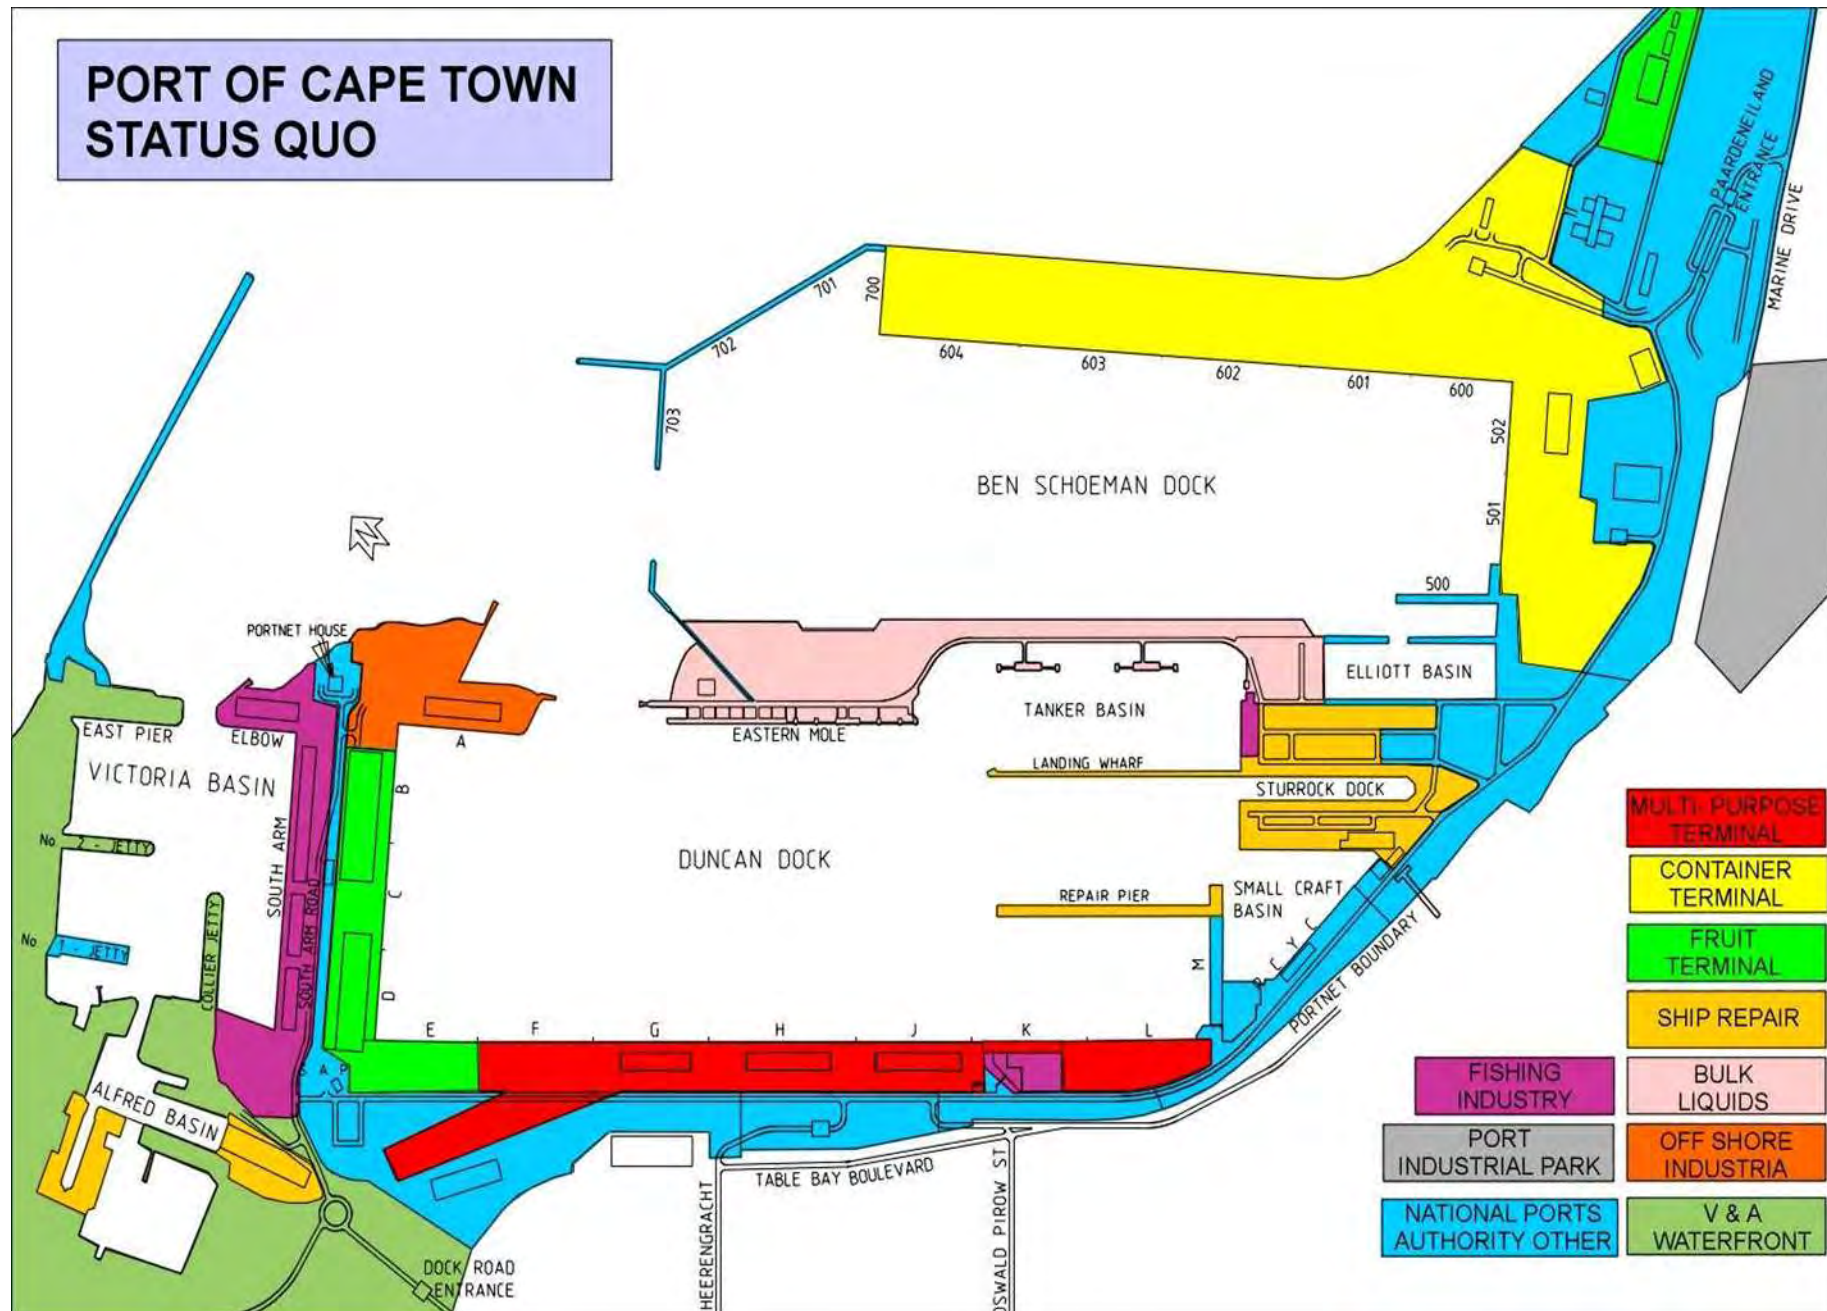 PORT OF CAPE TOWN
STATUS QUO
PAARDENEILAND
ENTRANCE
MARINE DRIVE
700
701
702
703
604
603
602
601
600
502
501
500
BEN SCHOEMAN DOCK
PORTNET HOUSE
EAST PIER
ELBOW
A
VICTORIA BASIN
EASTERN MOLE
TANKER BASIN
ELLIOTT BASIN
LANDING WHARF
STURROCK DOCK
B
No 2 - JETTY
SOUTH ARM
SOUTH ARM ROAD
DUNCAN DOCK
C
REPAIR PIER
SMALL CRAFT
BASIN
No 1 - JETTY
COLLIER JETTY
D
M
R C Y C
PORTNET BOUNDARY
E
F
G
H
J
K
L
S A P
ALFRED BASIN
TABLE BAY BOULEVARD
HEERENGRACHT
OSWALD PIROW ST
DOCK ROAD
ENTRANCE
MULTI- PURPOSE
TERMINAL
CONTAINER
TERMINAL
FRUIT
TERMINAL
SHIP REPAIR
FISHING
INDUSTRY
BULK
LIQUIDS
PORT
INDUSTRIAL PARK
OFF SHORE
INDUSTRIA
NATIONAL PORTS
AUTHORITY OTHER
V & A
WATERFRONT